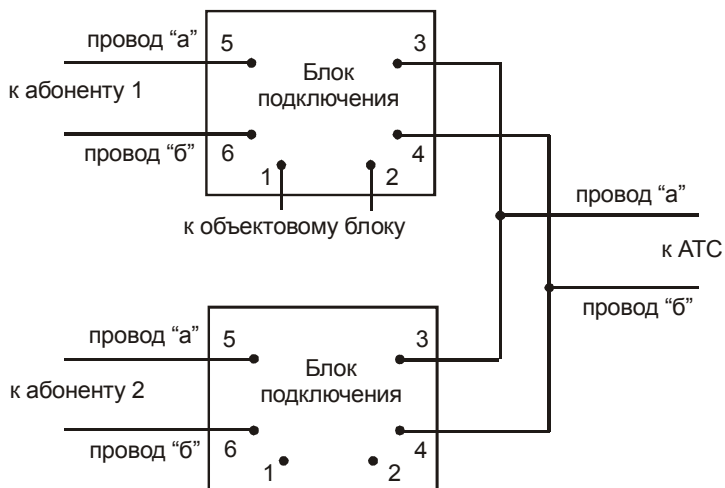 провод “а”
5
3
Блок
подключения
к абоненту 1
провод “б”
6
4
1
2
к объектовому блоку
провод “а”
к АТС
провод “б”
провод “а”
5
3
Блок
подключения
к абоненту 2
провод “б”
6
4
1
2